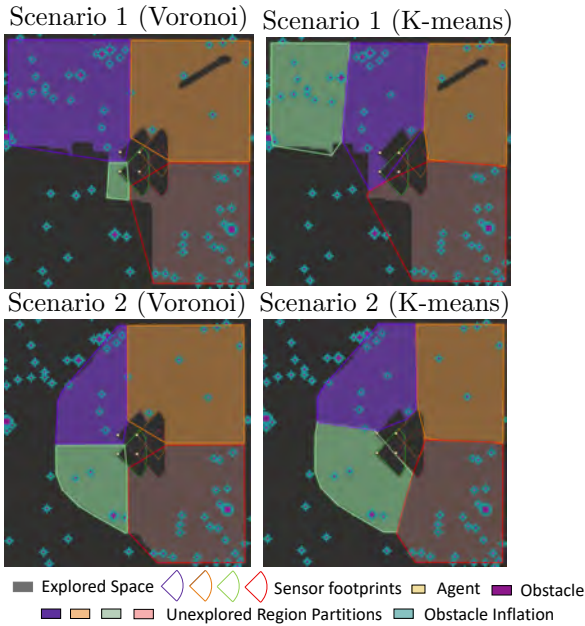 Scenario 1 (Voronoi) Scenario 1 (K-means)
Scenario 2 (Voronoi) Scenario 2 (K-means)
Explored Space Sensor footprints Agent Obstacle
Unexplored Region Partitions Obstacle Inflation